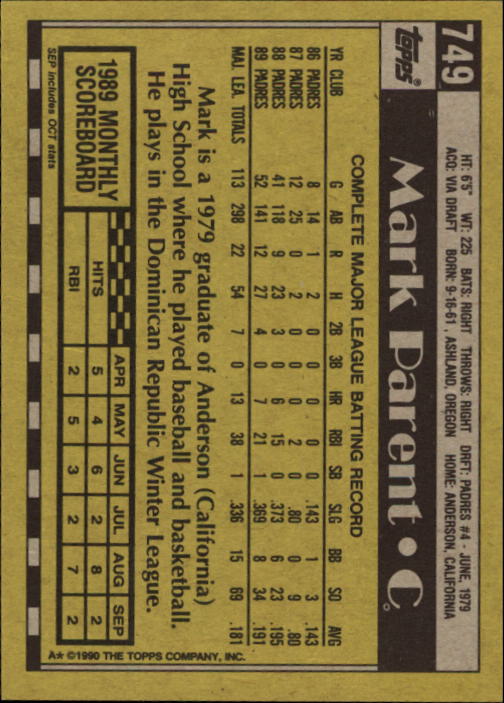 749
topps®
HT: 6'5" WT: 225 BATS: RIGHT THROWS: RIGHT DRFT: PADRES #4 - JUNE, 1979
ACQ: VIA DRAFT BORN: 9-16-61, ASHLAND, OREGON HOME: ANDERSON, CALIFORNIA
Mark Parent • C
COMPLETE MAJOR LEAGUE BATTING RECORD
YR CLUB G AB R H 2B 3B HR RBI SB SLG BB SO AVG
86 PADRES 8 14 1 2 0 0 0 0 0 .143 1 3 .143
87 PADRES 12 25 0 2 0 0 0 2 0 .80 0 9 .80
88 PADRES 41 118 9 23 3 0 6 15 0 .373 6 23 .195
89 PADRES 52 141 12 27 4 0 7 21 1 .369 8 34 .191
MAJ LEA TOTALS 113 298 22 54 7 0 13 38 1 .336 15 69 .181
Mark is a 1979 graduate of Anderson (California)
High School where he played baseball and basketball.
He plays in the Dominican Republic Winter League.
1989 MONTHLY
SCOREBOARD
APR MAY JUN JUL AUG SEP
HITS 5 4 6 2 8 2
RBI 2 5 3 2 7 2
SEP includes OCT stats
A* ©1990 THE TOPPS COMPANY, INC.